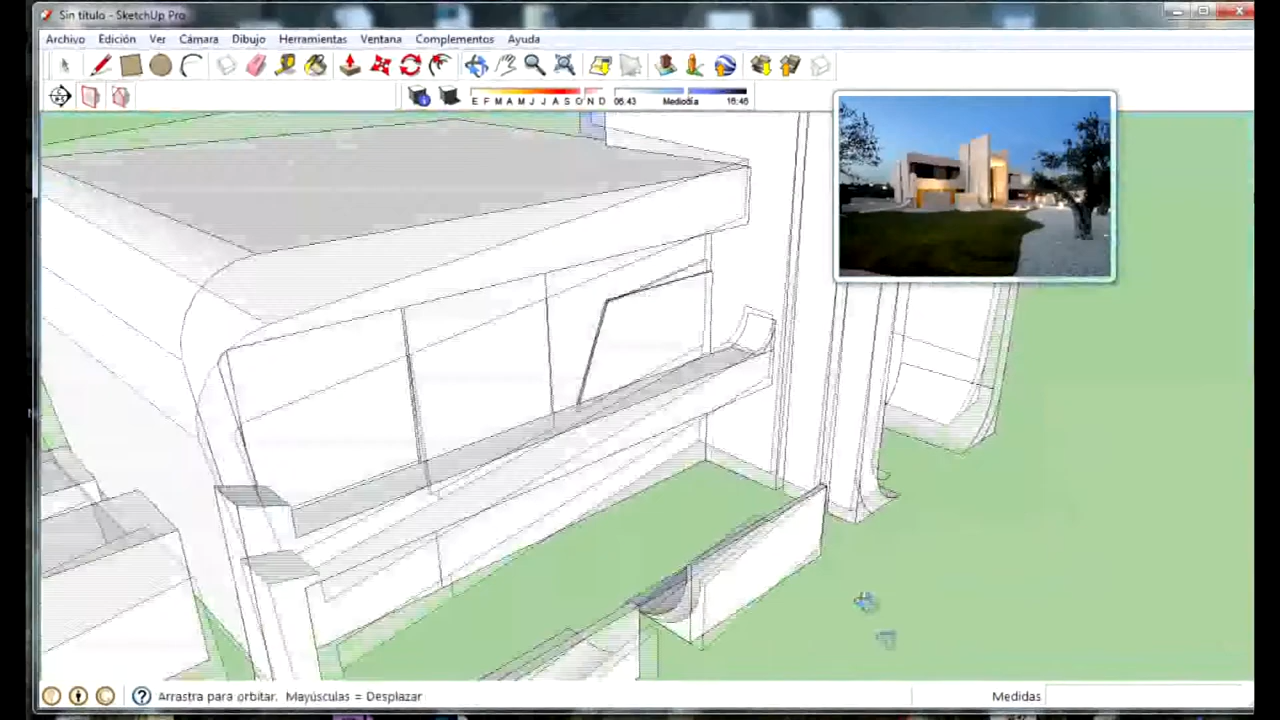 Sin título - SketchUp Pro
Archivo Edición Ver Cámara Dibujo Herramientas Ventana Complementos Ayuda
E F M A M J J A S O N D 06:43 Mediodía 16:46
Arrastra para orbitar. Mayúsculas = Desplazar Medidas